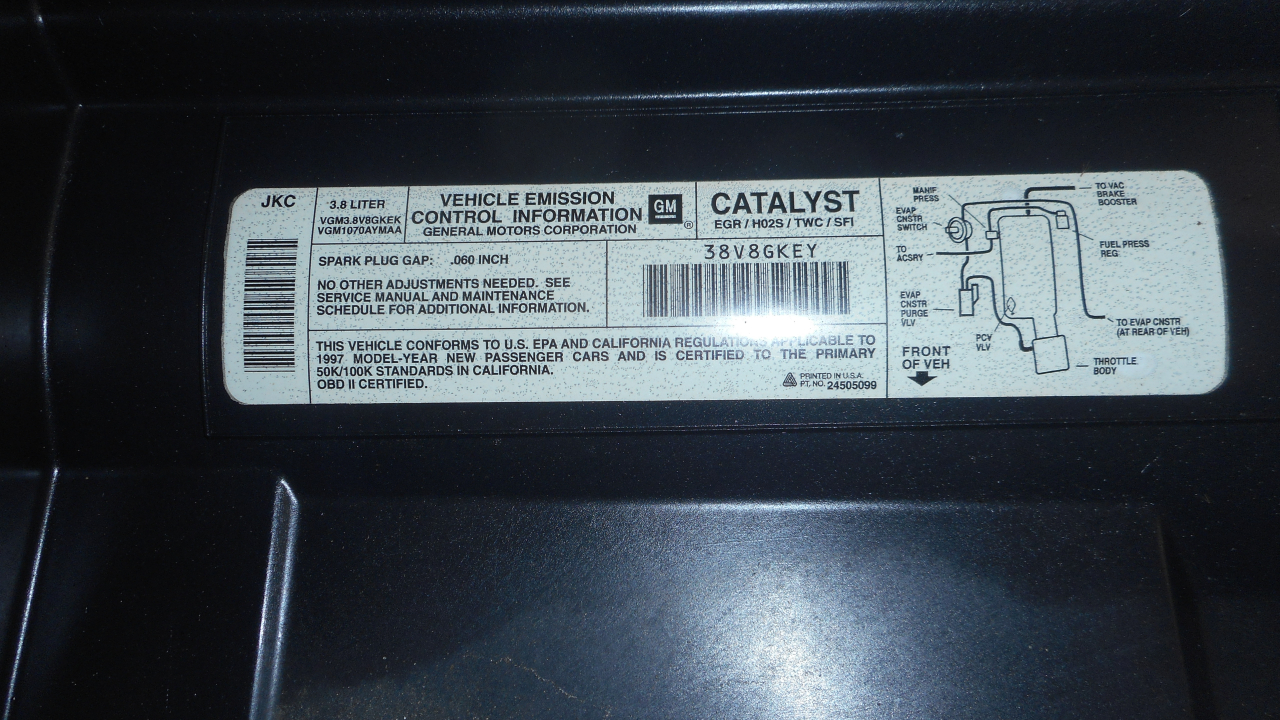 JKC
3.8 LITER
VGM3.8V8GKEK
VGM1070AYMAA
VEHICLE EMISSION
CONTROL INFORMATION
GENERAL MOTORS CORPORATION
GM
®
CATALYST
EGR / H02S / TWC / SFI
SPARK PLUG GAP: .060 INCH
NO OTHER ADJUSTMENTS NEEDED. SEE
SERVICE MANUAL AND MAINTENANCE
SCHEDULE FOR ADDITIONAL INFORMATION.
38V8GKEY
THIS VEHICLE CONFORMS TO U.S. EPA AND CALIFORNIA REGULATIONS APPLICABLE TO
1997 MODEL-YEAR NEW PASSENGER CARS AND IS CERTIFIED TO THE PRIMARY
50K/100K STANDARDS IN CALIFORNIA.
OBD II CERTIFIED.
PRINTED IN U.S.A.
PT. NO. 24505099
MANIF
PRESS
EVAP
CNSTR
SWITCH
TO
ACSRY
EVAP
CNSTR
PURGE
VLV
PCV
VLV
FRONT
OF VEH
TO VAC
BRAKE
BOOSTER
FUEL PRESS
REG
TO EVAP CNSTR
(AT REAR OF VEH)
THROTTLE
BODY